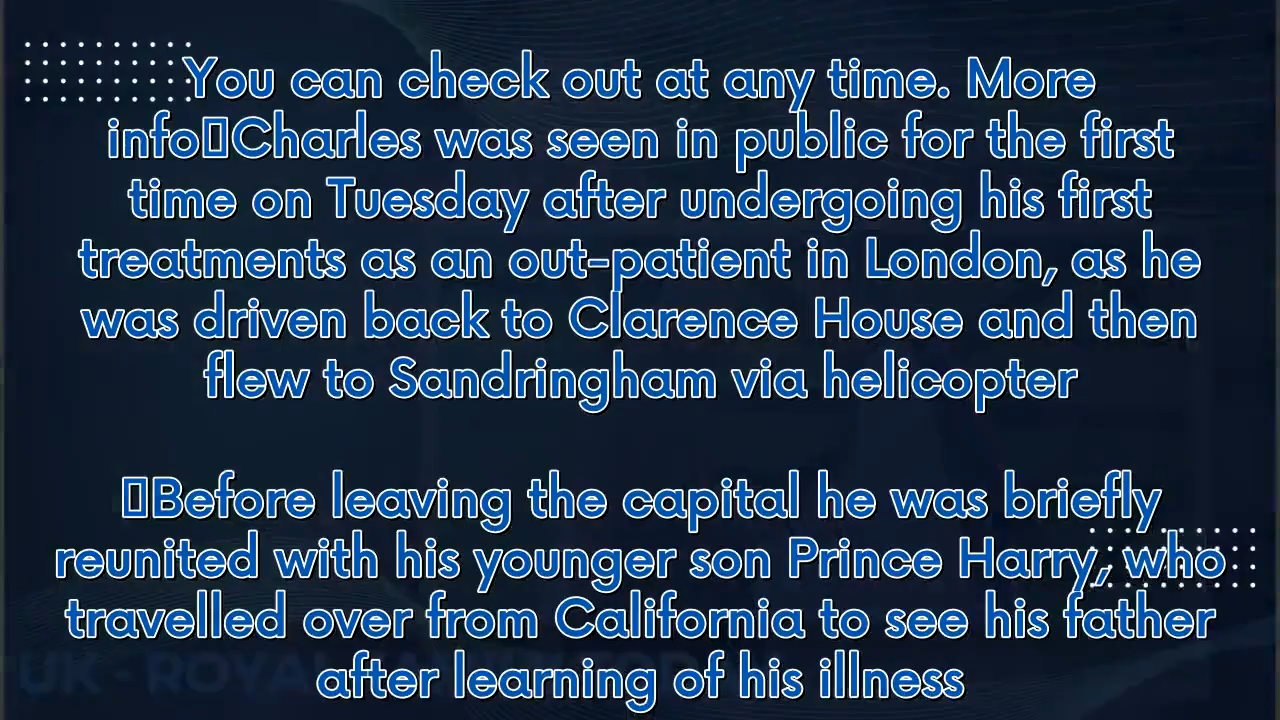 You can check out at any time. More
info▯Charles was seen in public for the first
time on Tuesday after undergoing his first
treatments as an out-patient in London, as he
was driven back to Clarence House and then
flew to Sandringham via helicopter
▯Before leaving the capital he was briefly
reunited with his younger son Prince Harry, who
travelled over from California to see his father
after learning of his illness
UK - ROYAL